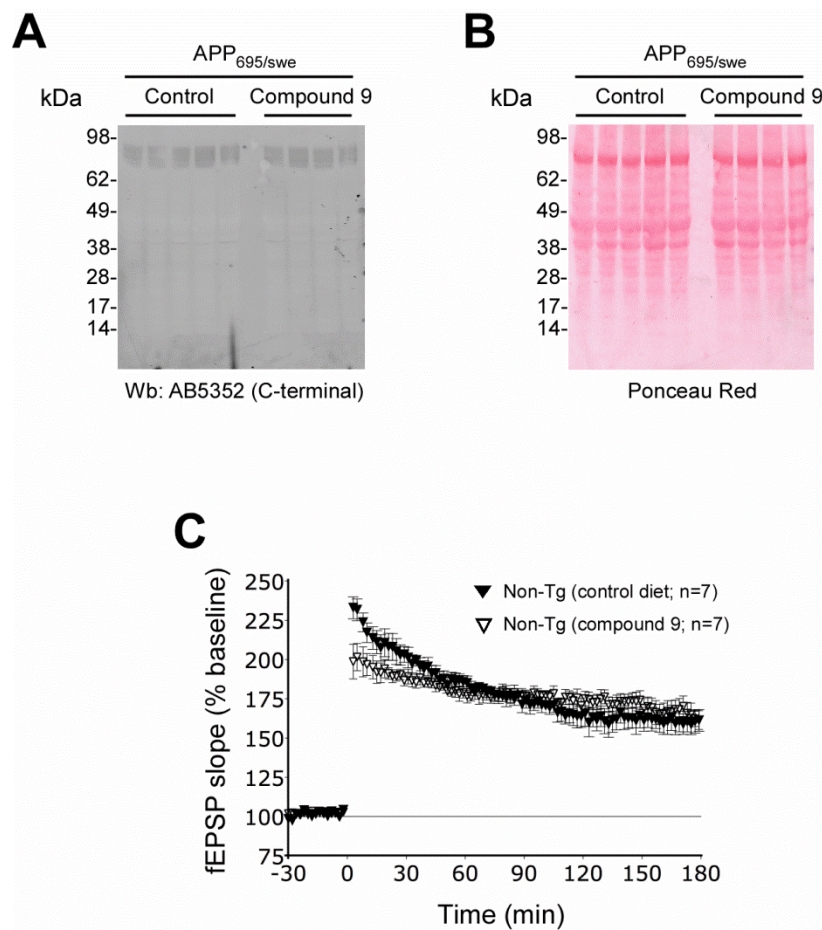 A
APP695/swe
kDa
Control Compound 9
98-
62-
49-
38-
28-
17-
14-
Wb: AB5352 (C-terminal)
B
APP695/swe
kDa
Control Compound 9
98-
62-
49-
38-
28-
17-
14-
Ponceau Red
C
fEPSP slope (% baseline)
250
225
200
175
150
125
100
75
Non-Tg (control diet; n=7)
Non-Tg (compound 9; n=7)
-30 0 30 60 90 120 150 180
Time (min)